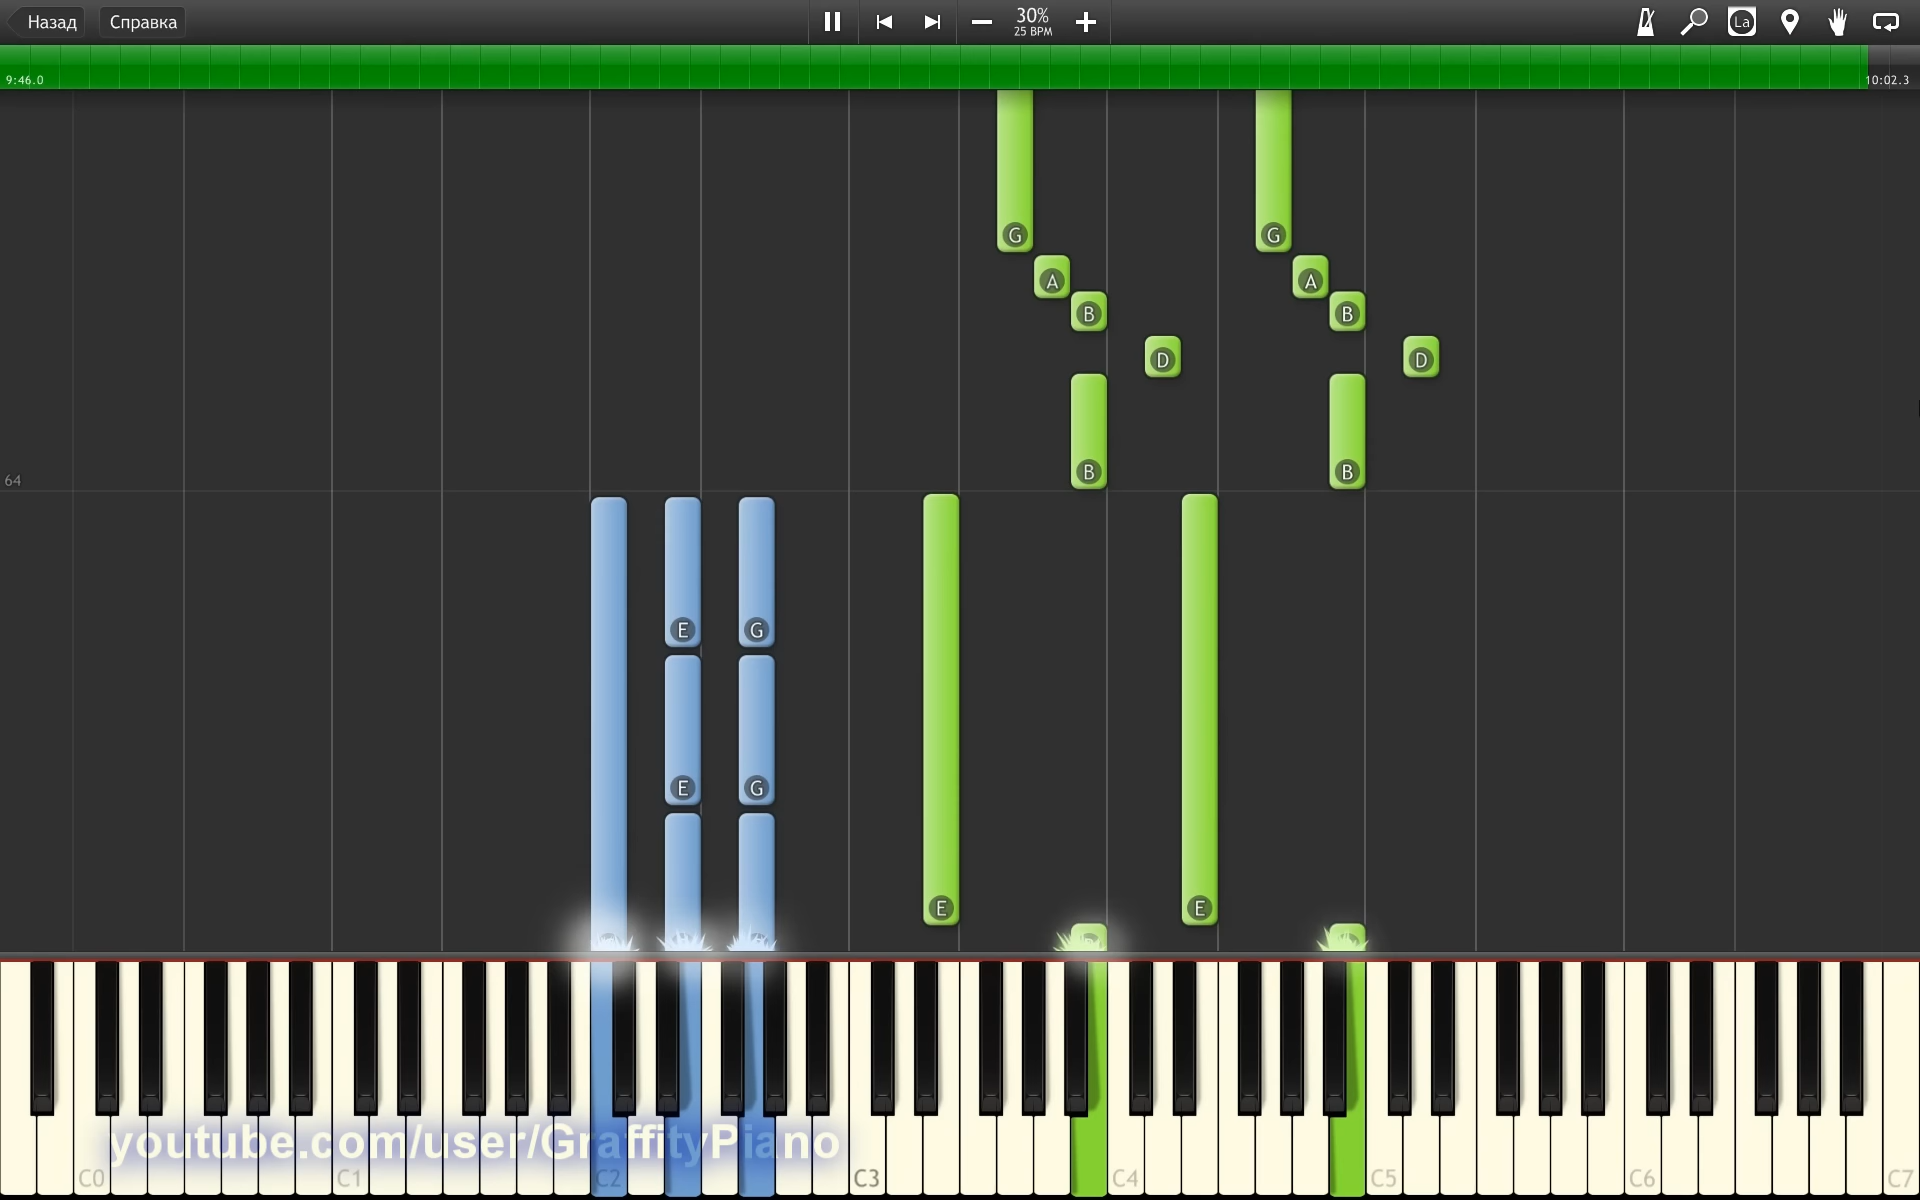 Назад Справка 30% La
25 BPM
9:46.0 10:02.3
G G
A A
B B
D D
B B
64
E G
E G
E E
youtube.com/user/GraffityPiano
C0 C1 C2 C3 C4 C5 C6 C7